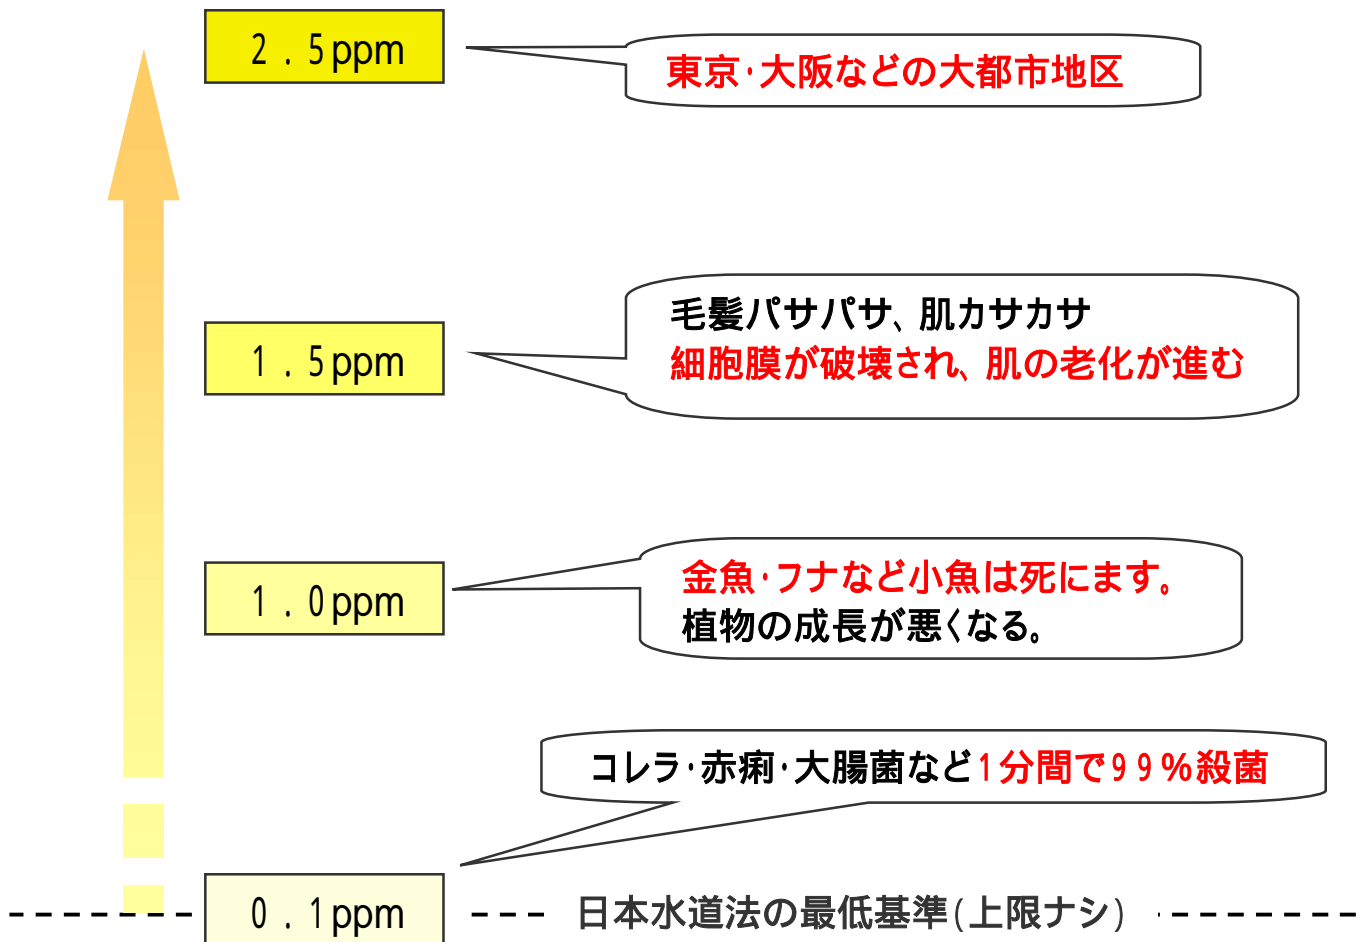 ２．５ppm
東京・大阪などの大都市地区
１．５ppm
毛髪パサパサ、肌カサカサ
細胞膜が破壊され、肌の老化が進む
１．０ppm
金魚・フナなど小魚は死にます。
植物の成長が悪くなる。
コレラ・赤痢・大腸菌など１分間で９９％殺菌
０．１ppm
日本水道法の最低基準(上限ナシ)